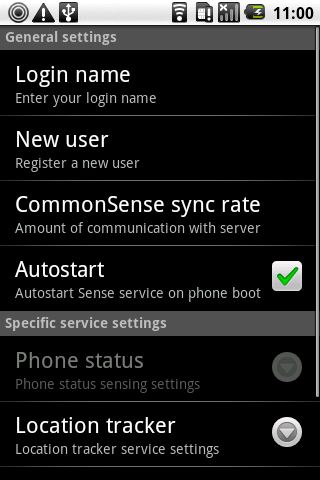 11:00
General settings
Login name
Enter your login name
New user
Register a new user
CommonSense sync rate
Amount of communication with server
Autostart
Autostart Sense service on phone boot
Specific service settings
Phone status
Phone status sensing settings
Location tracker
Location tracker service settings